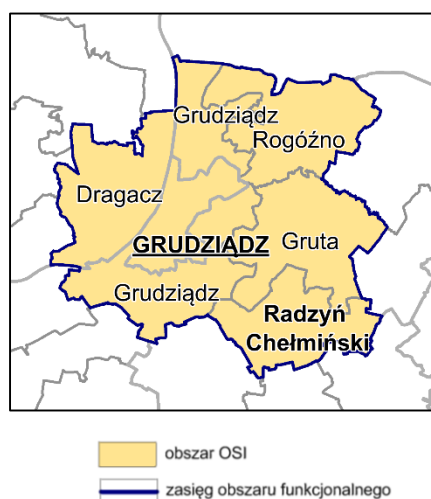 Grudziądz
Rogóźno
Dragacz
GRUDZIĄDZ
Gruta
Grudziądz
Radzyń
Chełmiński
obszar OSI
zasięg obszaru funkcjonalnego